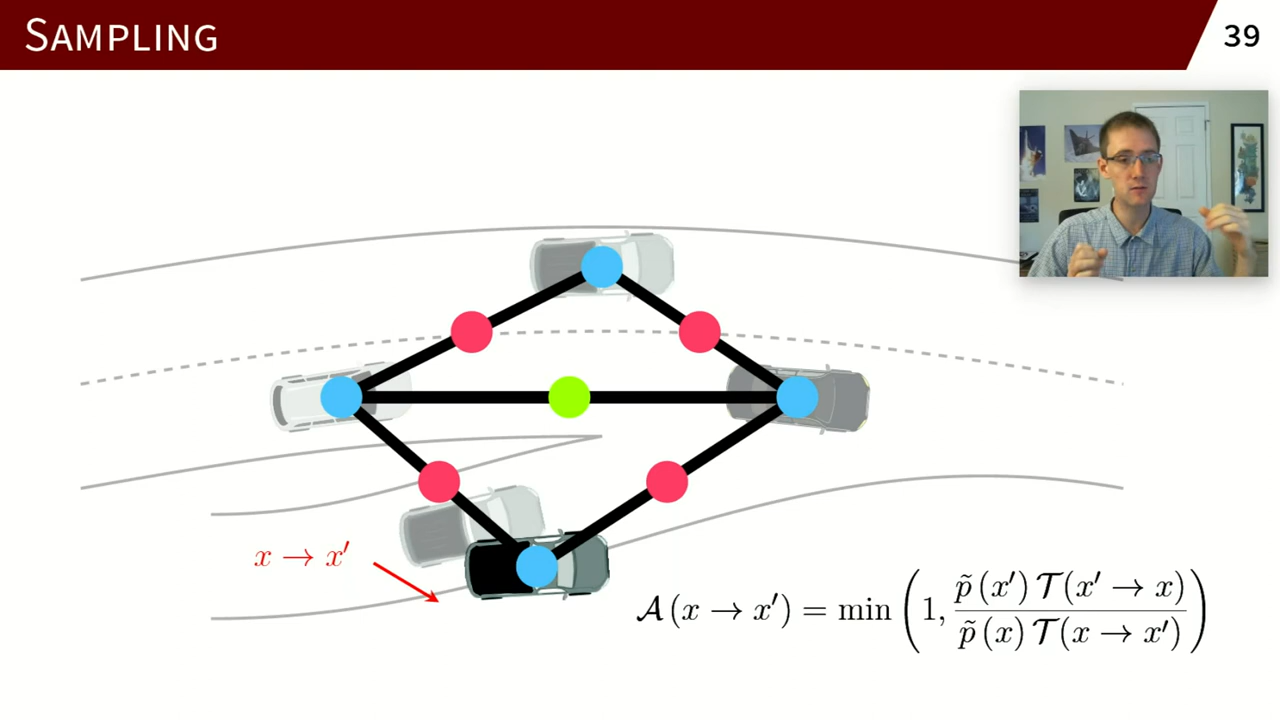 SAMPLING
39
x → x′
𝒜(x → x′) = min(1, p̃(x′) 𝒯(x′ → x) / p̃(x) 𝒯(x → x′))